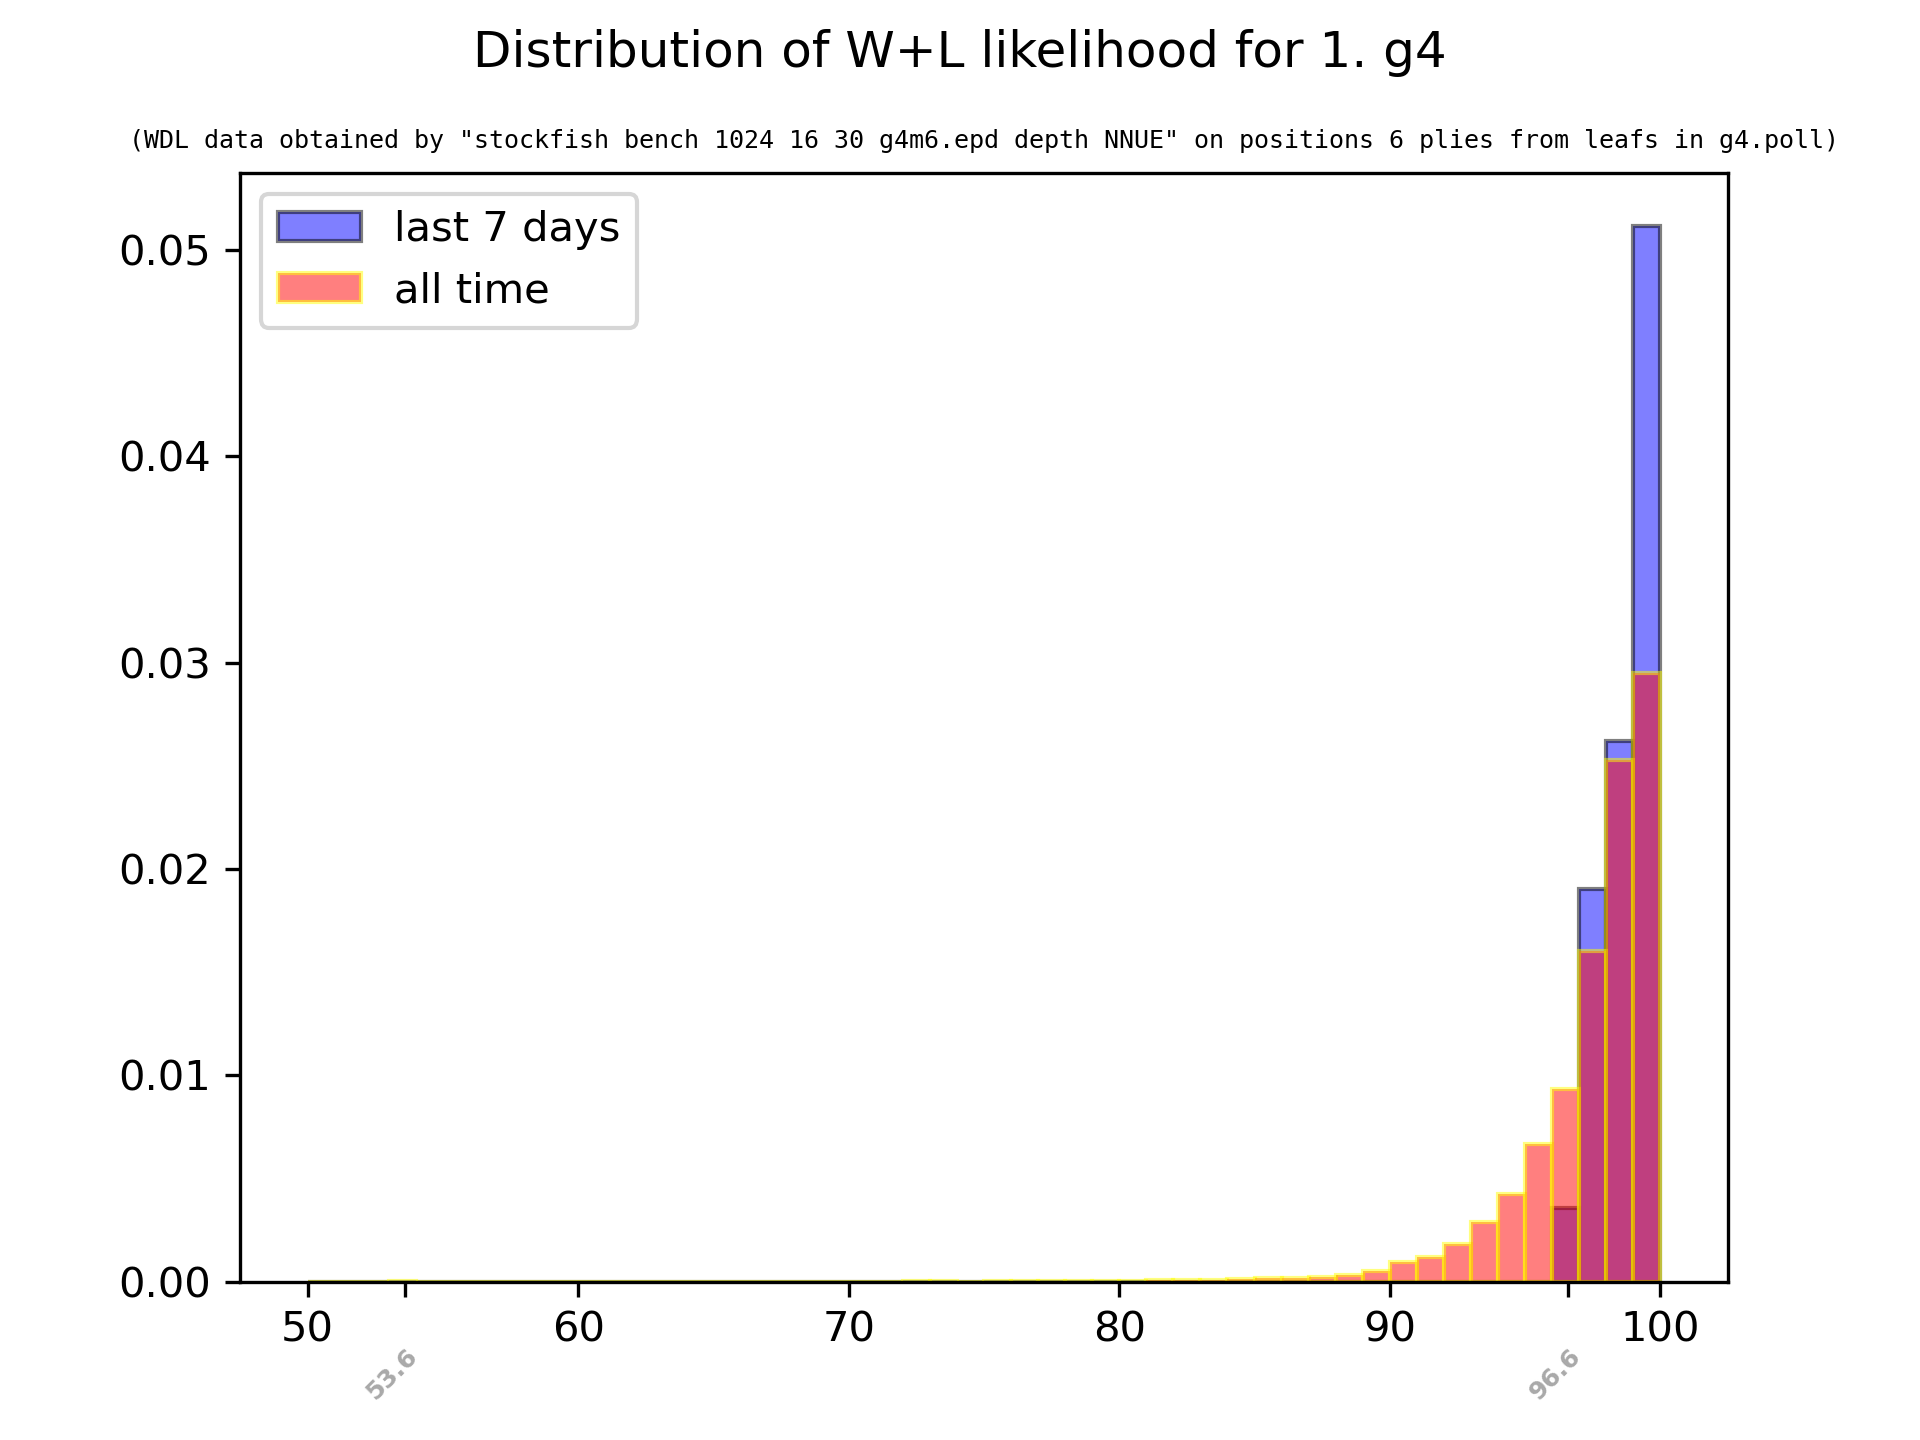 Distribution of W+L likelihood for 1. g4
(WDL data obtained by "stockfish bench 1024 16 30 g4m6.epd depth NNUE" on positions 6 plies from leafs in g4.poll)
last 7 days
all time
0.05
0.04
0.03
0.02
0.01
0.00
50 60 70 80 90 100
53.6 96.6